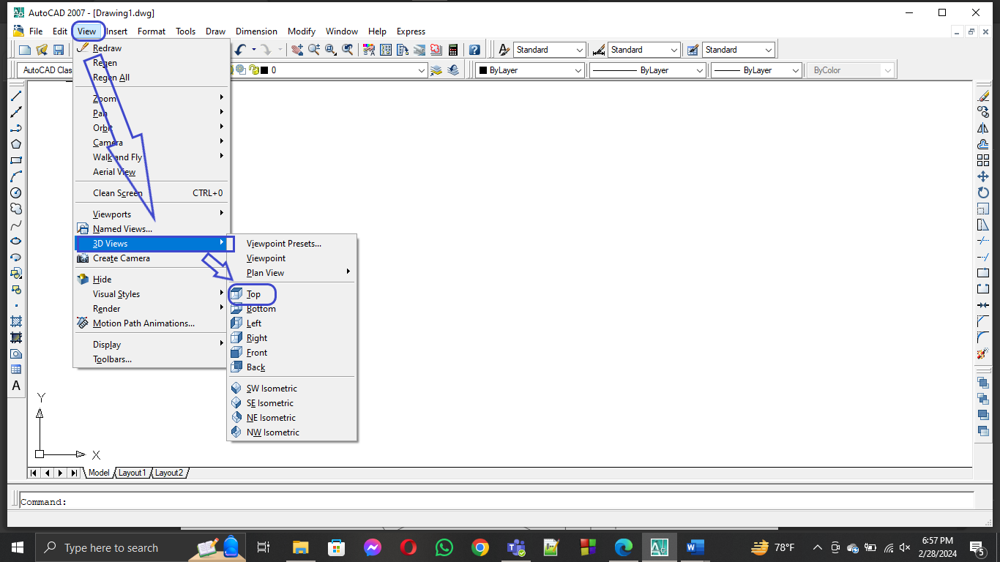 AutoCAD 2007 - [Drawing1.dwg]
File Edit View Insert Format Tools Draw Dimension Modify Window Help Express
Standard Standard Standard
AutoCAD Clas 0 ByLayer ByLayer ByLayer ByColor
Redraw
Regen
Regen All
Zoom
Pan
Orbit
Camera
Walk and Fly
Aerial View
Clean Screen CTRL+0
Viewports
Named Views...
3D Views
Create Camera
Hide
Visual Styles
Render
Motion Path Animations...
Display
Toolbars...
Viewpoint Presets...
Viewpoint
Plan View
Top
Bottom
Left
Right
Front
Back
SW Isometric
SE Isometric
NE Isometric
NW Isometric
A
Y
X
Model Layout1 Layout2
Command:
Type here to search
78°F
6:57 PM
2/28/2024
5